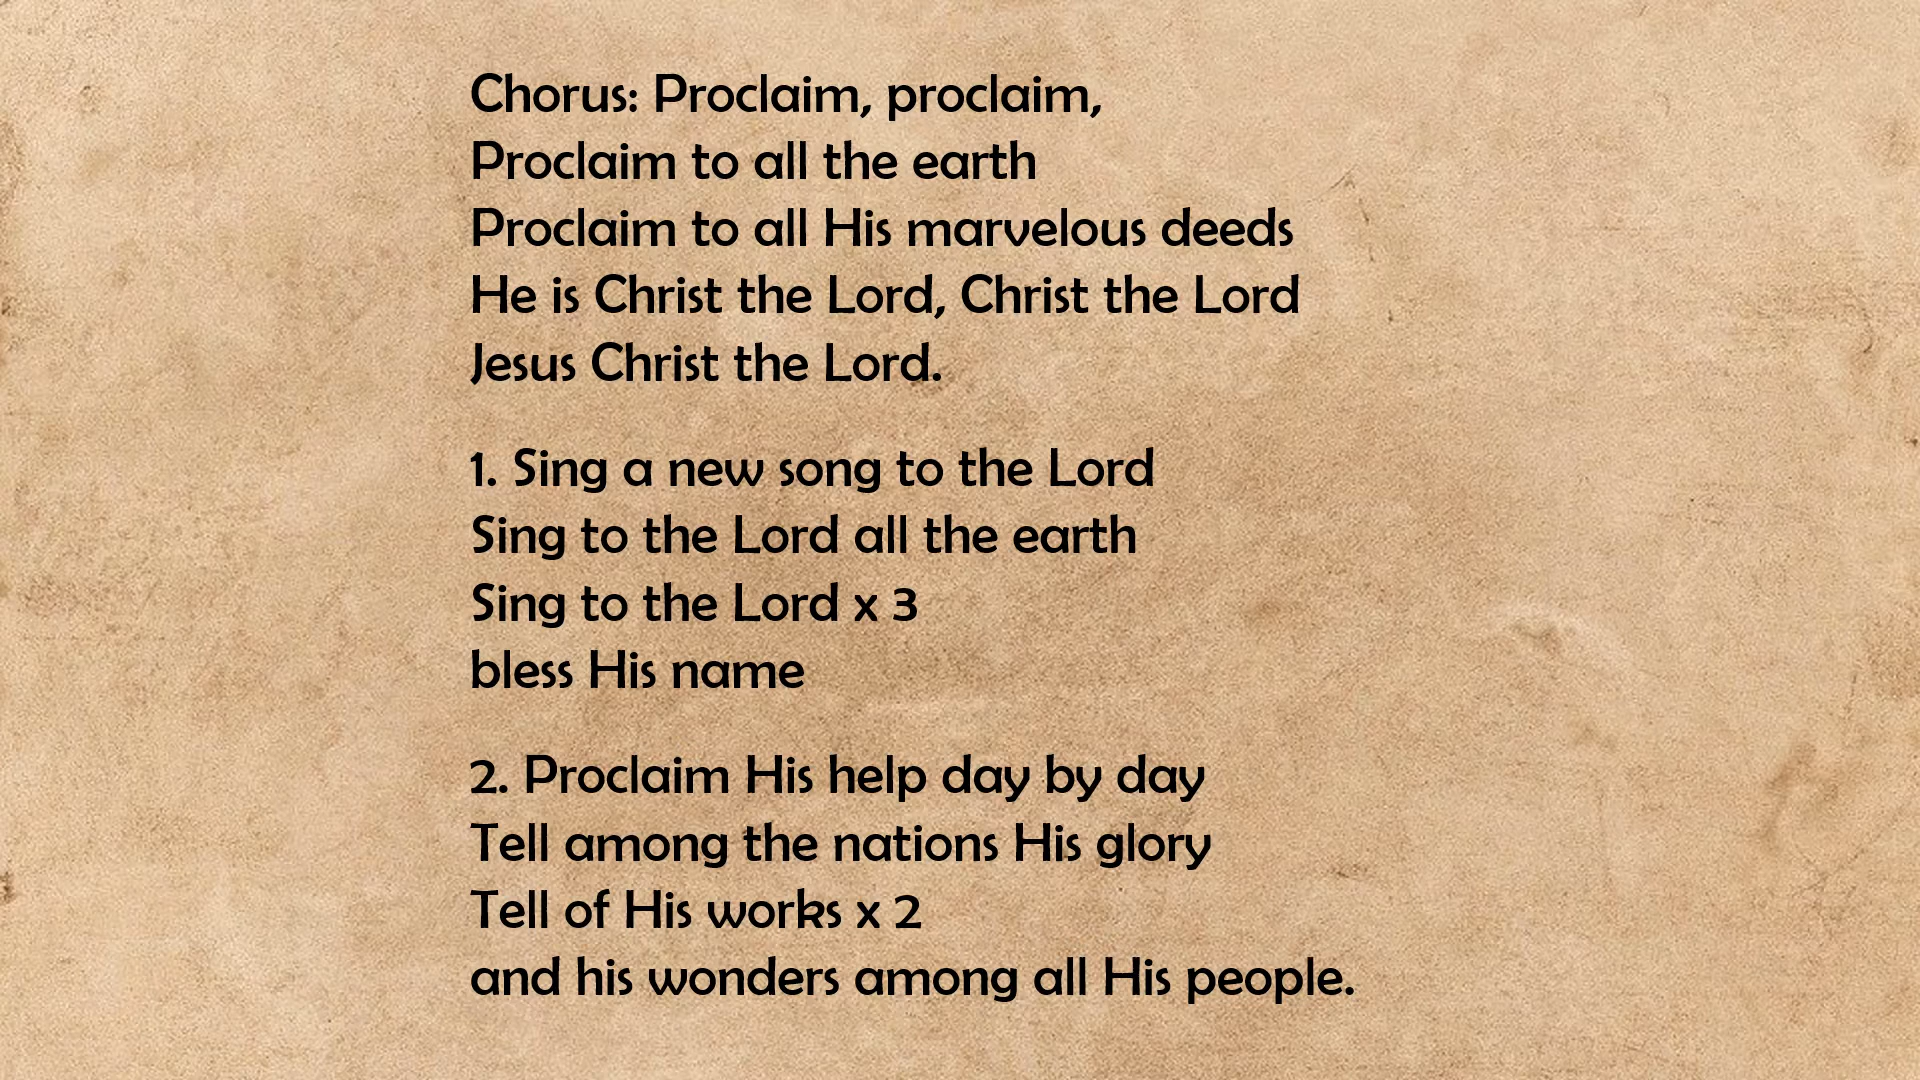 Chorus: Proclaim, proclaim,
Proclaim to all the earth
Proclaim to all His marvelous deeds
He is Christ the Lord, Christ the Lord
Jesus Christ the Lord.
1. Sing a new song to the Lord
Sing to the Lord all the earth
Sing to the Lord x 3
bless His name
2. Proclaim His help day by day
Tell among the nations His glory
Tell of His works x 2
and his wonders among all His people.